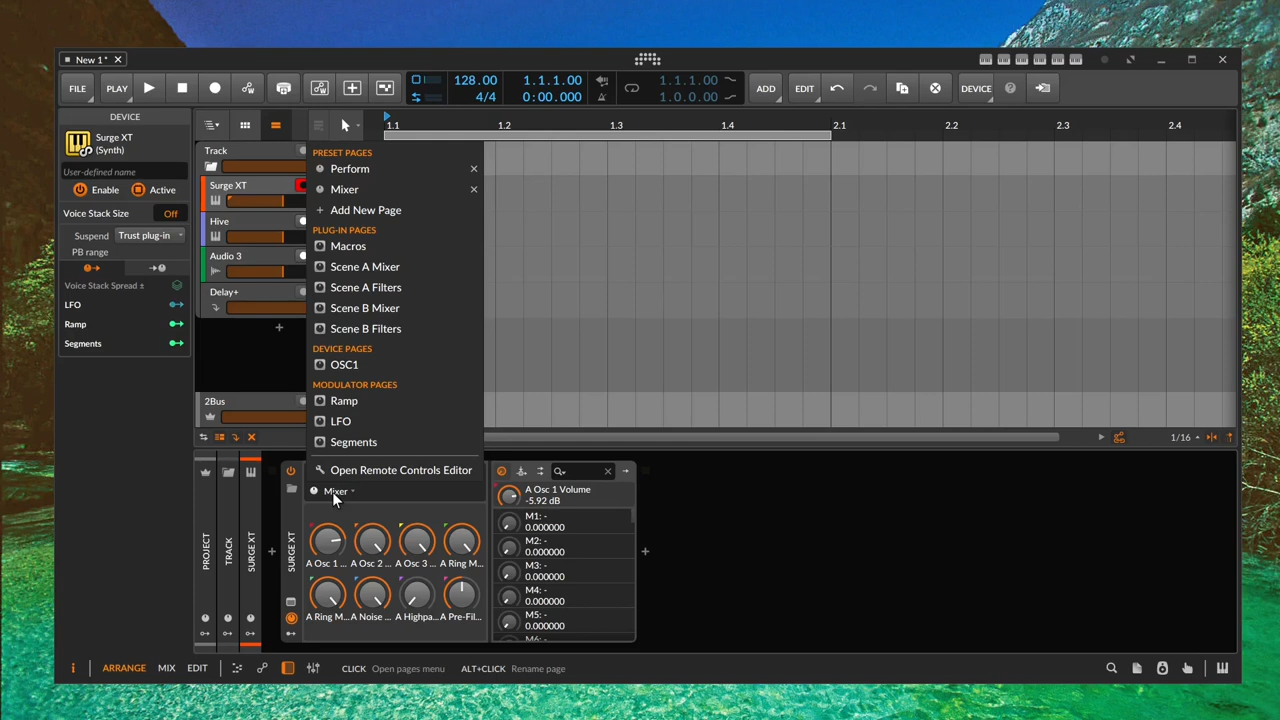 New 1*
FILE
PLAY
128.00
4/4
1.1.1.00
0:00.000
1.1.1.00
1.0.0.00
ADD
EDIT
DEVICE
DEVICE
Surge XT
(Synth)
User-defined name
Enable
Active
Voice Stack Size
Off
Suspend
Trust plug-in
PB range
Voice Stack Spread ±
LFO
Ramp
Segments
1.1
1.2
1.3
1.4
2.1
2.2
2.3
2.4
Track
Surge XT
Hive
Audio 3
Delay+
2Bus
PRESET PAGES
Perform
Mixer
Add New Page
PLUG-IN PAGES
Macros
Scene A Mixer
Scene A Filters
Scene B Mixer
Scene B Filters
DEVICE PAGES
OSC1
MODULATOR PAGES
Ramp
LFO
Segments
Open Remote Controls Editor
Mixer
1/16
PROJECT
TRACK
SURGE XT
SURGE XT
A Osc 1 ...
A Osc 2 ...
A Osc 3 ...
A Ring M...
A Ring M...
A Noise ...
A Highpa...
A Pre-Fil...
A Osc 1 Volume
-5.92 dB
M1: -
0.000000
M2: -
0.000000
M3: -
0.000000
M4: -
0.000000
M5: -
0.000000
M6: -
ARRANGE
MIX
EDIT
CLICK Open pages menu
ALT+CLICK Rename page